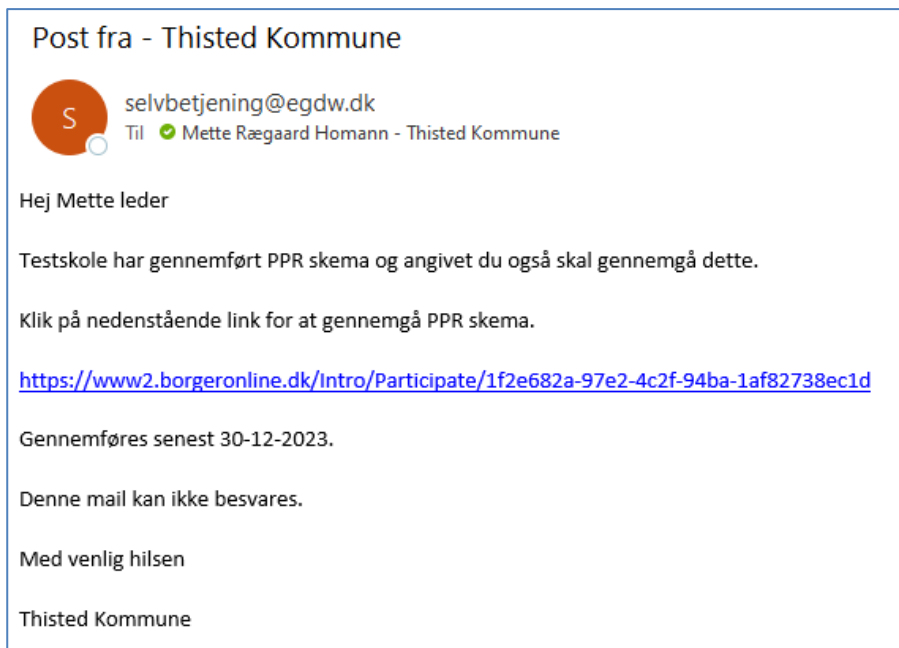 Post fra - Thisted Kommune
S
selvbetjening@egdw.dk
Til Mette Rægaard Homann - Thisted Kommune
Hej Mette leder
Testskole har gennemført PPR skema og angivet du også skal gennemgå dette.
Klik på nedenstående link for at gennemgå PPR skema.
https://www2.borgeronline.dk/Intro/Participate/1f2e682a-97e2-4c2f-94ba-1af82738ec1d
Gennemføres senest 30-12-2023.
Denne mail kan ikke besvares.
Med venlig hilsen
Thisted Kommune